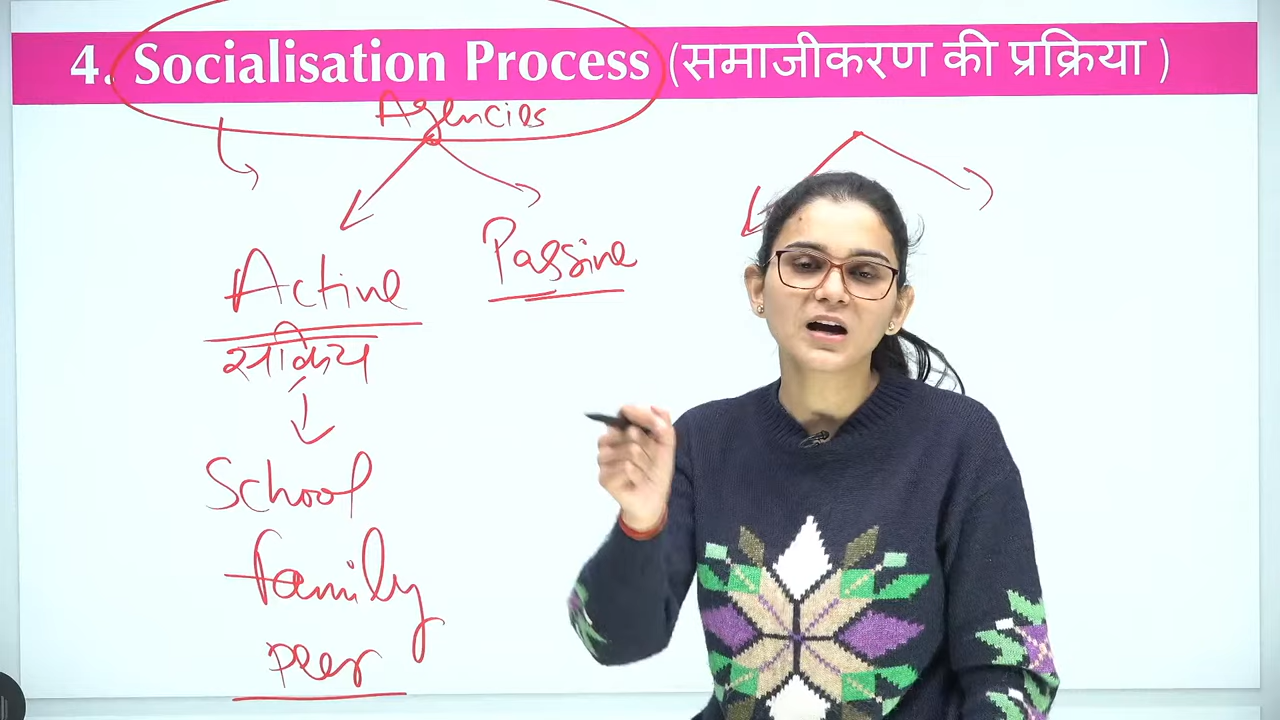 4. Socialisation Process (समाजीकरण की प्रक्रिया )
Agencies
Active
Passive
सक्रिय
School
family
peer